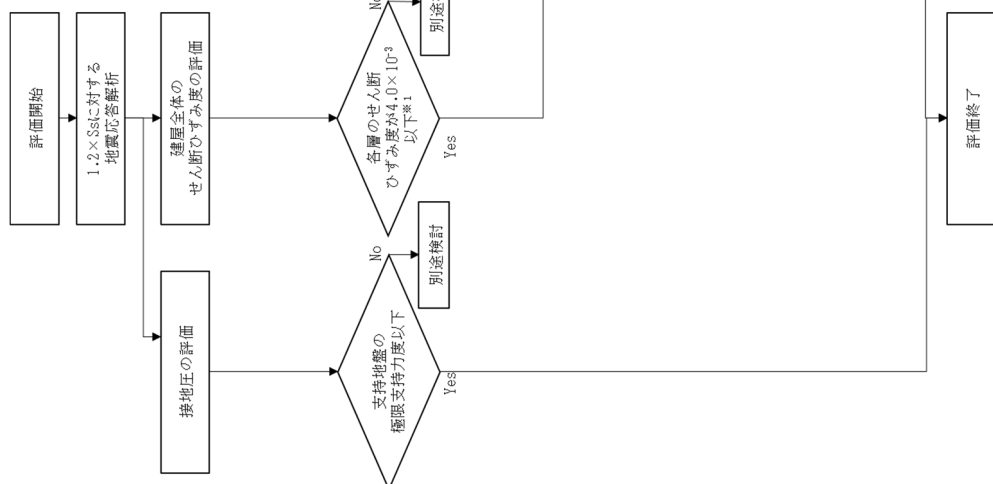 評価開始
1.2×Ssに対する
地震応答解析
建屋全体の
せん断ひずみ度の評価
各層のせん断
ひずみ度が4.0×10⁻³
以下※1
No
別途
Yes
接地圧の評価
支持地盤の
極限支持力度以下
No
別途検討
Yes
評価終了